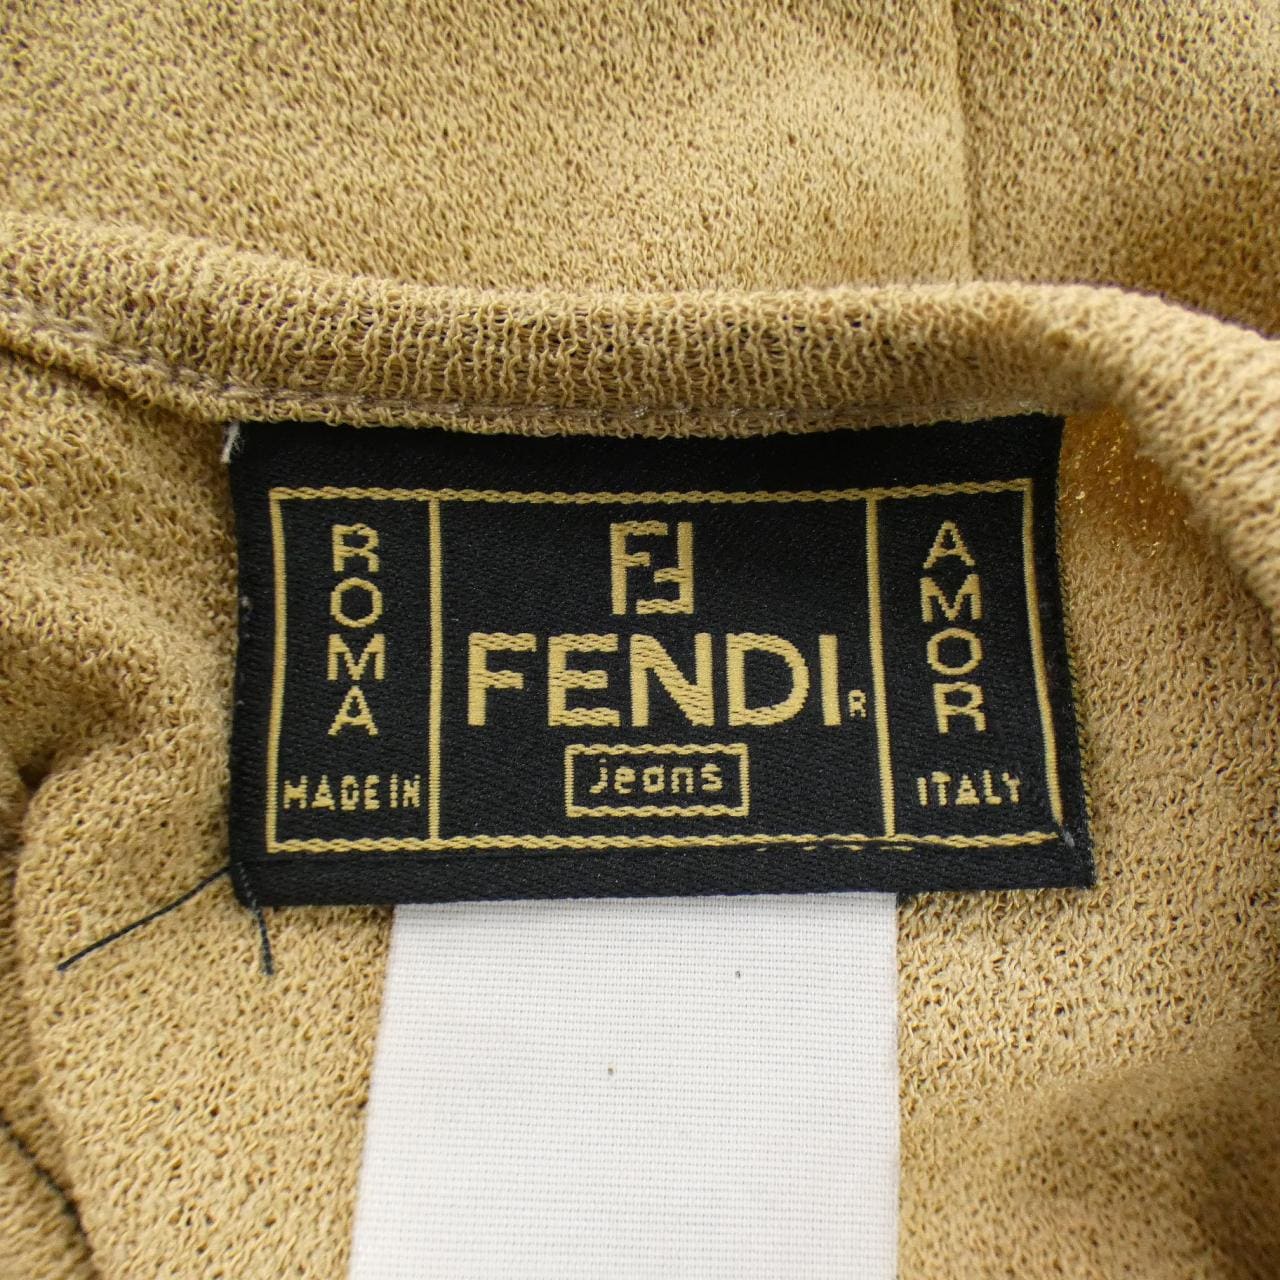 ROMA
MADE IN
FF
FENDI R
jeans
AMOR
ITALY